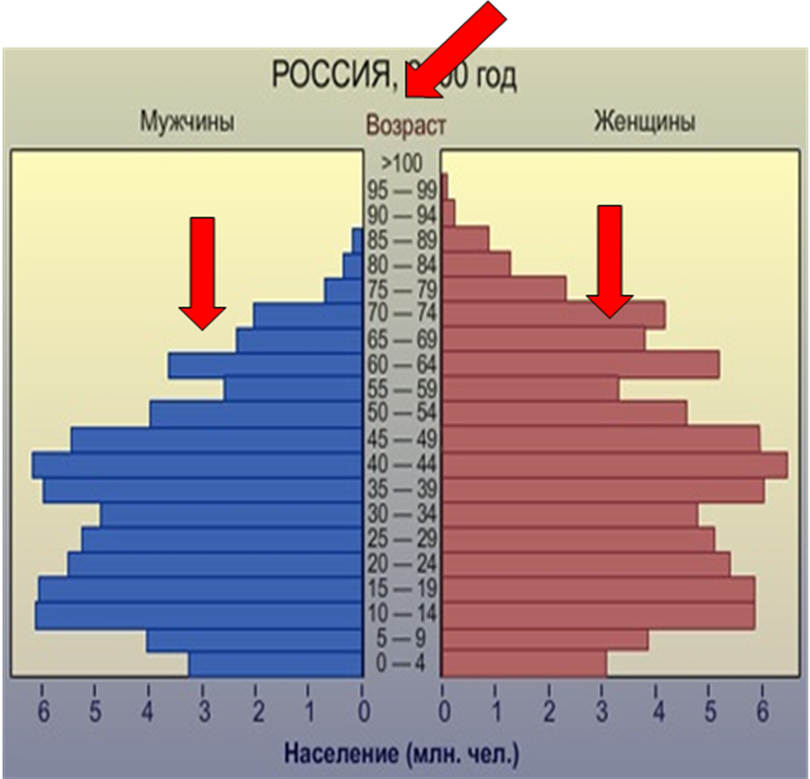 РОССИЯ, год
Мужчины
Возраст
Женщины
>100
95 — 99
90 — 94
85 — 89
80 — 84
75 — 79
70 — 74
65 — 69
60 — 64
55 — 59
50 — 54
45 — 49
40 — 44
35 — 39
30 — 34
25 — 29
20 — 24
15 — 19
10 — 14
5 — 9
0 — 4
6 5 4 3 2 1 0 0 1 2 3 4 5 6
Население (млн. чел.)